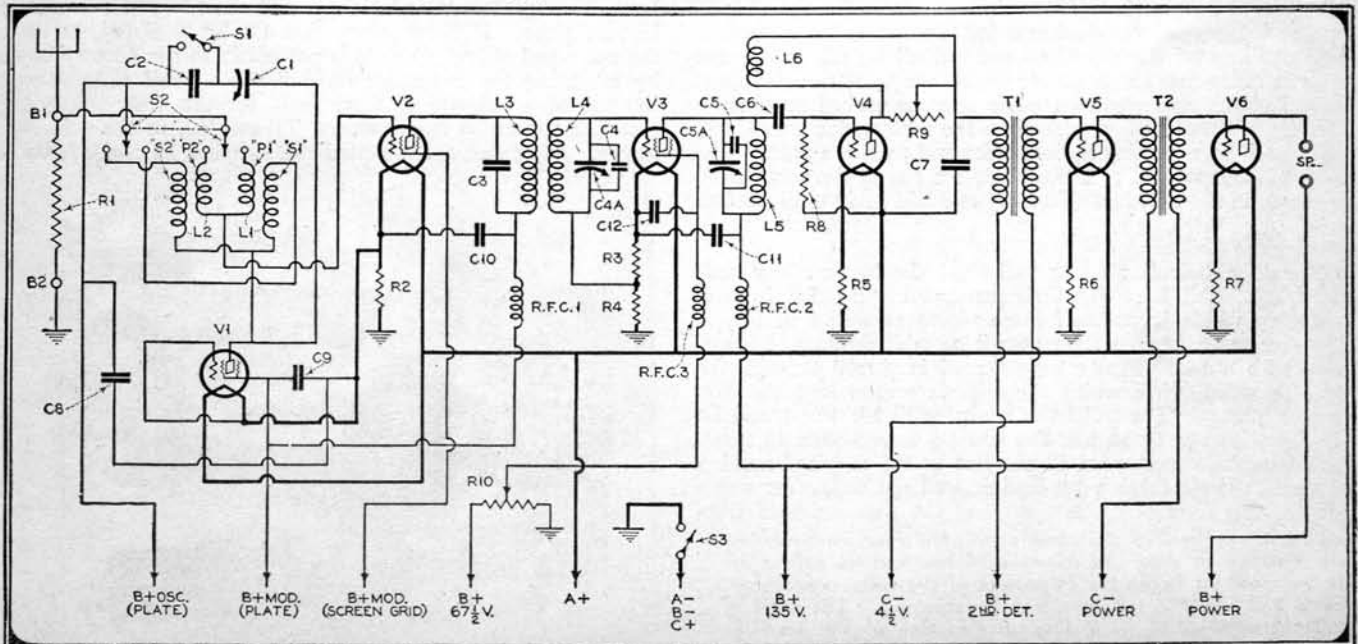 S1
C2
C1
B1
S2
"S2"
P2"
"P1"
"S1"
R1
L2
L1
B2
V1
C8
C9
V2
R2
C10
L3
C3
R.F.C.1
L4
C4
C4A
V3
C12
R3
R4
C5
C5A
C6
L5
C11
R.F.C.2
R.F.C.3
L6
V4
R8
R5
R9
C7
T1
V5
R6
T2
V6
R7
SP.
R10
S3
B+OSC.
(PLATE)
B+MOD.
(PLATE)
B+MOD.
(SCREEN GRID)
B+
67½V.
A+
A-
B-
C+
B+
135 V.
C-
4½
B+
2ND. DET.
C-
POWER
B+
POWER